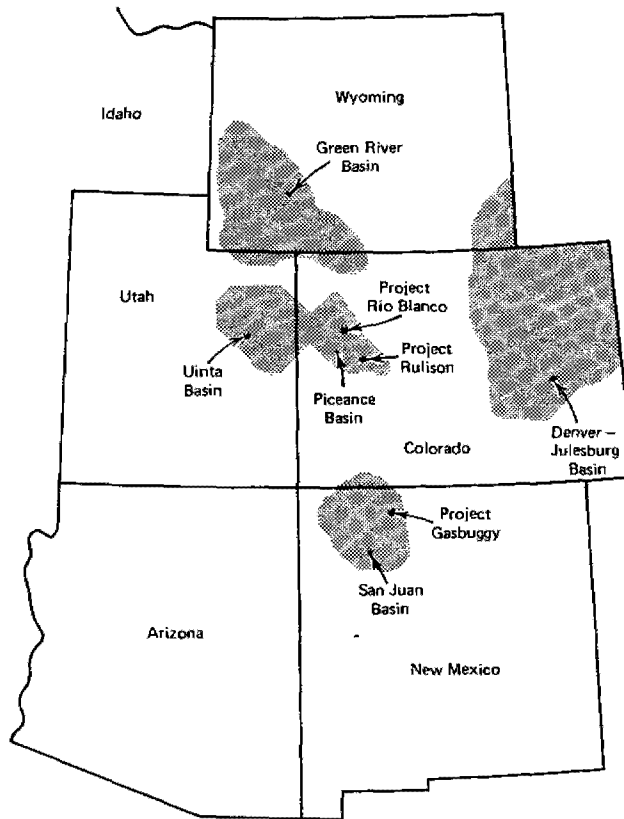 Wyoming
Idaho
Green River
Basin
Utah
Project
Rio Blanco
Project
Rulison
Uinta
Basin
Piceance
Basin
Colorado
Denver –
Julesburg
Basin
Project
Gasbuggy
San Juan
Basin
Arizona
New Mexico